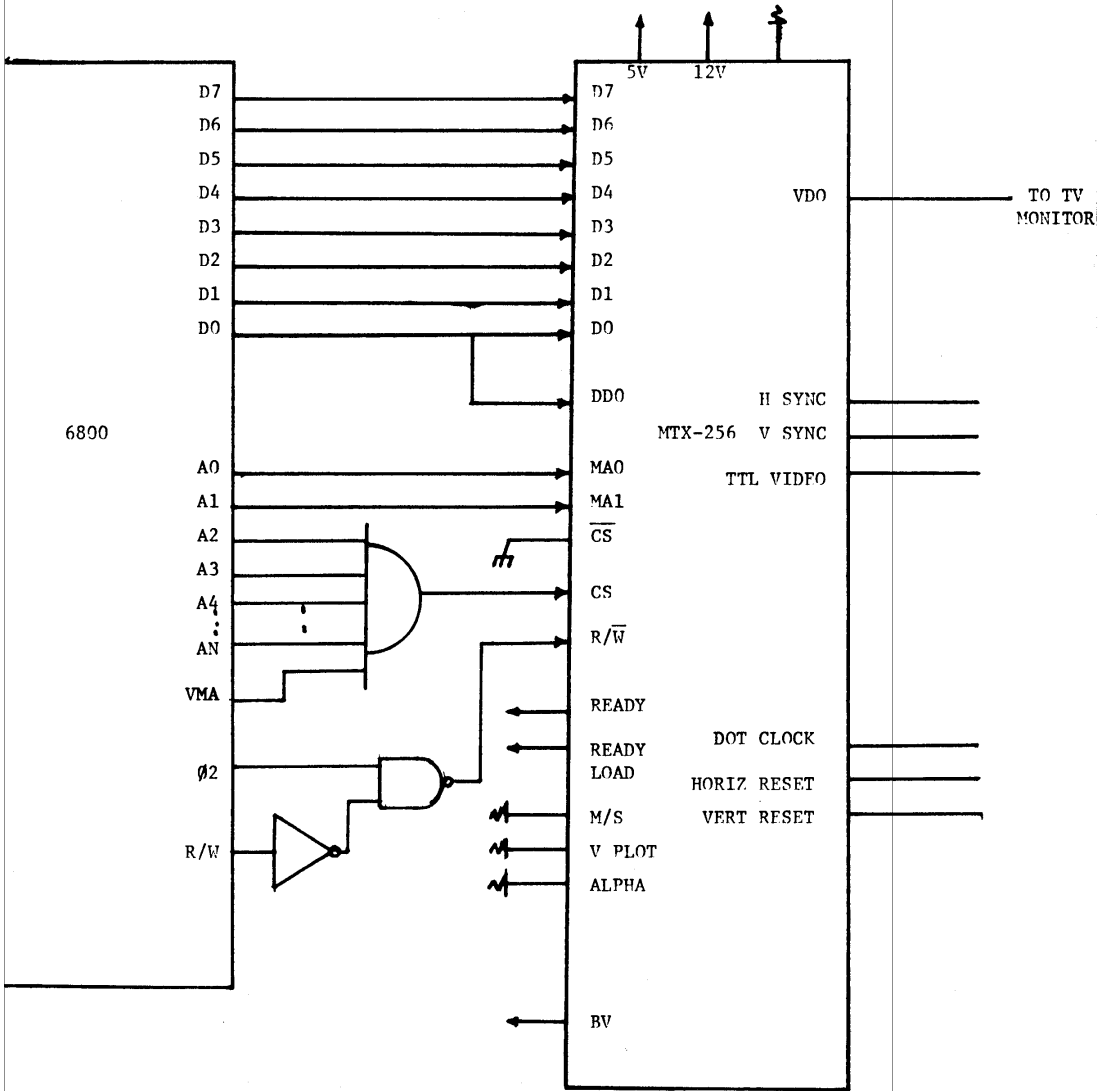 5V 12V
D7
D6
D5
D4
D3
D2
D1
D0
6800
A0
A1
A2
A3
A4
AN
VMA
Ø2
R/W
D7
D6
D5
D4
D3
D2
D1
D0
DD0
MA0
MA1
C̅S̅
CS
R/W̅
READY
READY
LOAD
M/S
V PLOT
ALPHA
BV
MTX-256
VDO
H SYNC
V SYNC
TTL VIDEO
DOT CLOCK
HORIZ RESET
VERT RESET
TO TV
MONITOR